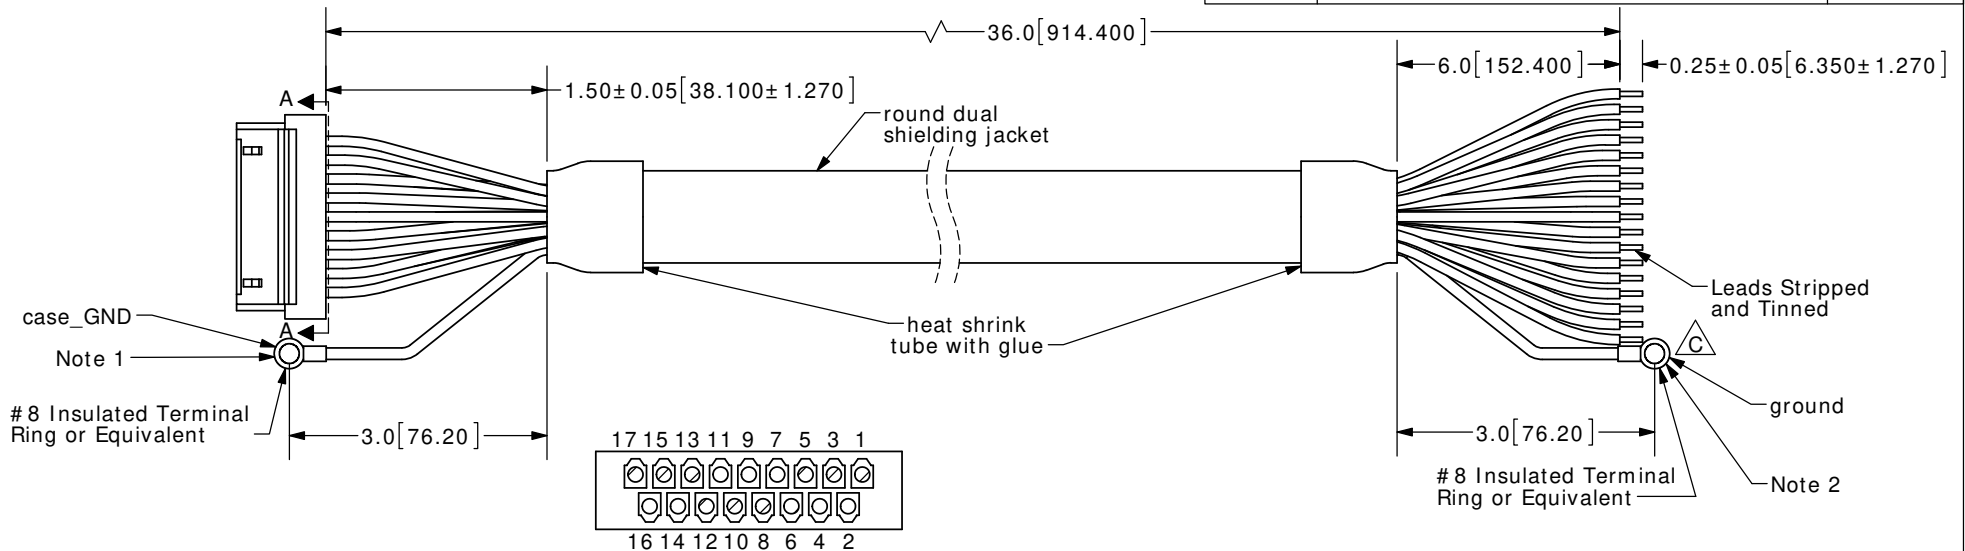 36.0[914.400]
6.0[152.400]
0.25±0.05[6.350±1.270]
1.50±0.05[38.100±1.270]
A
round dual
shielding jacket
Leads Stripped
and Tinned
case_GND
A
heat shrink
tube with glue
C
Note 1
#8 Insulated Terminal
Ring or Equivalent
3.0[76.20]
ground
3.0[76.20]
17 15 13 11 9 7 5 3 1
#8 Insulated Terminal
Ring or Equivalent
Note 2
16 14 12 10 8 6 4 2